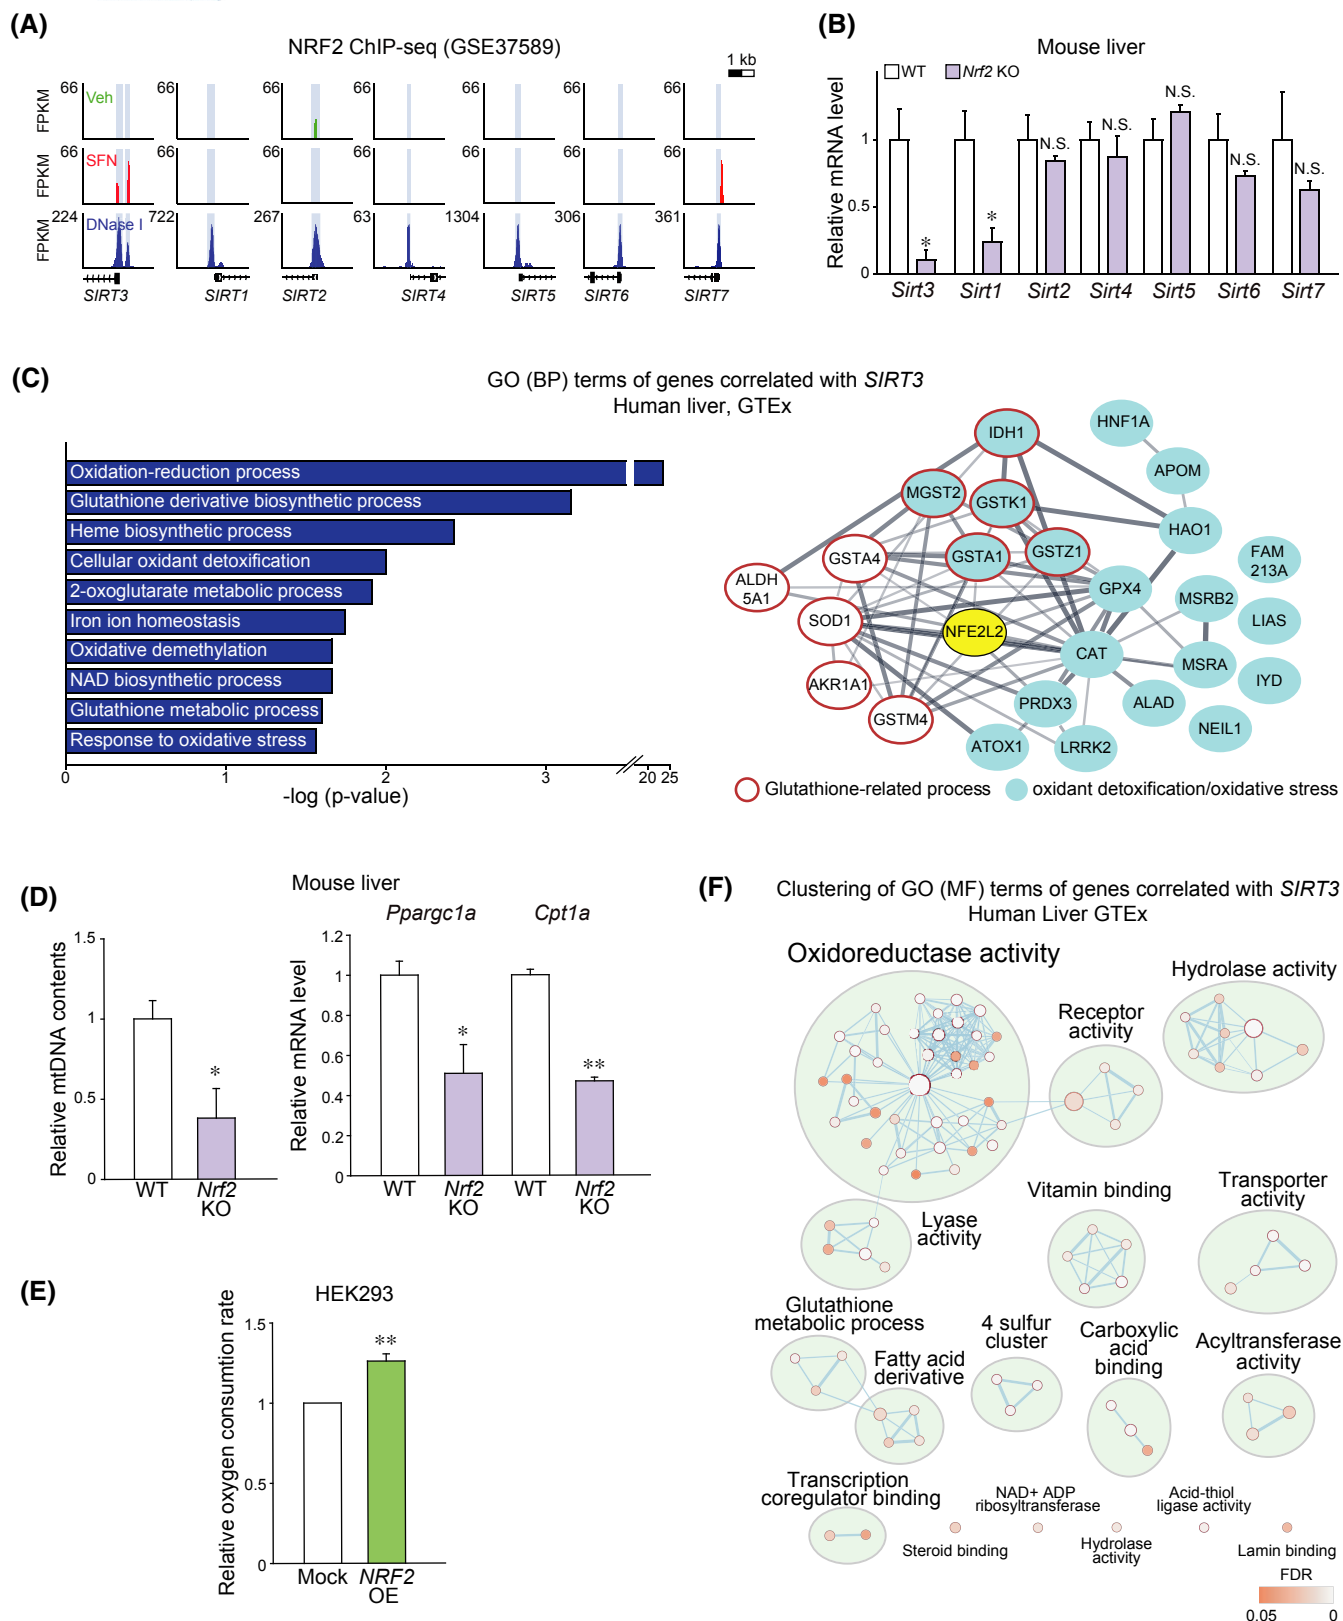 (A)
NRF2 ChIP-seq (GSE37589)
1 kb
FPKM
66 Veh 66 66 66 66 66 66
FPKM
66 SFN 66 66 66 66 66 66
FPKM
224 DNase I 722 267 63 1304 306 361
SIRT3 SIRT1 SIRT2 SIRT4 SIRT5 SIRT6 SIRT7
(B)
Mouse liver
WT Nrf2 KO
Relative mRNA level
1
0.5
0
* * N.S. N.S. N.S. N.S. N.S.
Sirt3 Sirt1 Sirt2 Sirt4 Sirt5 Sirt6 Sirt7
(C)
GO (BP) terms of genes correlated with SIRT3
Human liver, GTEx
Oxidation-reduction process
Glutathione derivative biosynthetic process
Heme biosynthetic process
Cellular oxidant detoxification
2-oxoglutarate metabolic process
Iron ion homeostasis
Oxidative demethylation
NAD biosynthetic process
Glutathione metabolic process
Response to oxidative stress
0 1 2 3 20 25
-log (p-value)
HNF1A
IDH1
APOM
MGST2
GSTK1
HAO1
GSTA4
GSTA1
GSTZ1
FAM
213A
ALDH
5A1
GPX4
MSRB2
SOD1
NFE2L2
LIAS
CAT
MSRA
AKR1A1
IYD
PRDX3
ALAD
GSTM4
NEIL1
ATOX1
LRRK2
Glutathione-related process oxidant detoxification/oxidative stress
(D)
Mouse liver
Relative mtDNA contents
1.5
1
0.5
0
*
WT Nrf2
KO
Ppargc1a Cpt1a
Relative mRNA level
1.2
1
0.8
0.6
0.4
0.2
0
* **
WT Nrf2 WT Nrf2
KO KO
(E)
HEK293
Relative oxygen consumtion rate
1.5
1
0.5
0
**
Mock NRF2
OE
(F)
Clustering of GO (MF) terms of genes correlated with SIRT3
Human Liver GTEx
Oxidoreductase activity
Hydrolase activity
Receptor
activity
Lyase
activity
Vitamin binding
Transporter
activity
Glutathione
metabolic process
Fatty acid
derivative
4 sulfur
cluster
Carboxylic
acid
binding
Acyltransferase
activity
Transcription
coregulator binding
Steroid binding
NAD+ ADP
ribosyltransferase
Hydrolase
activity
Acid-thiol
ligase activity
Lamin binding
FDR
0.05 0